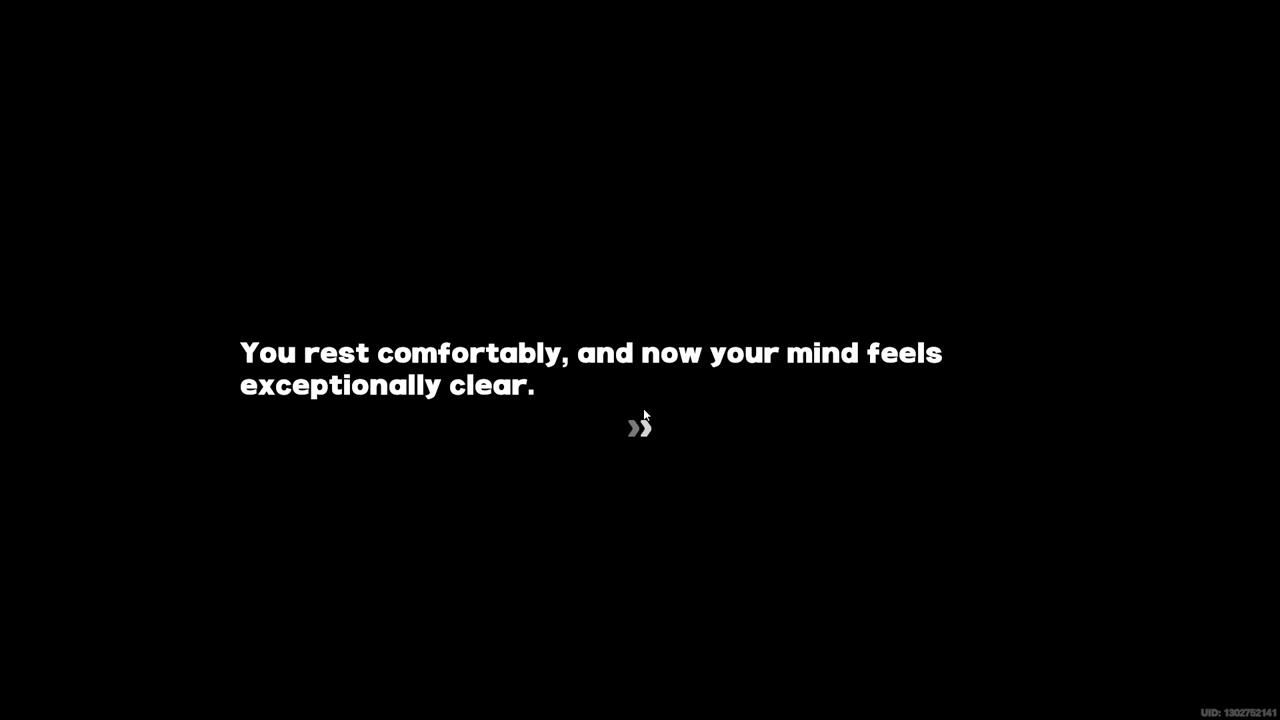 You rest comfortably, and now your mind feels
exceptionally clear.
UID: 1302752141